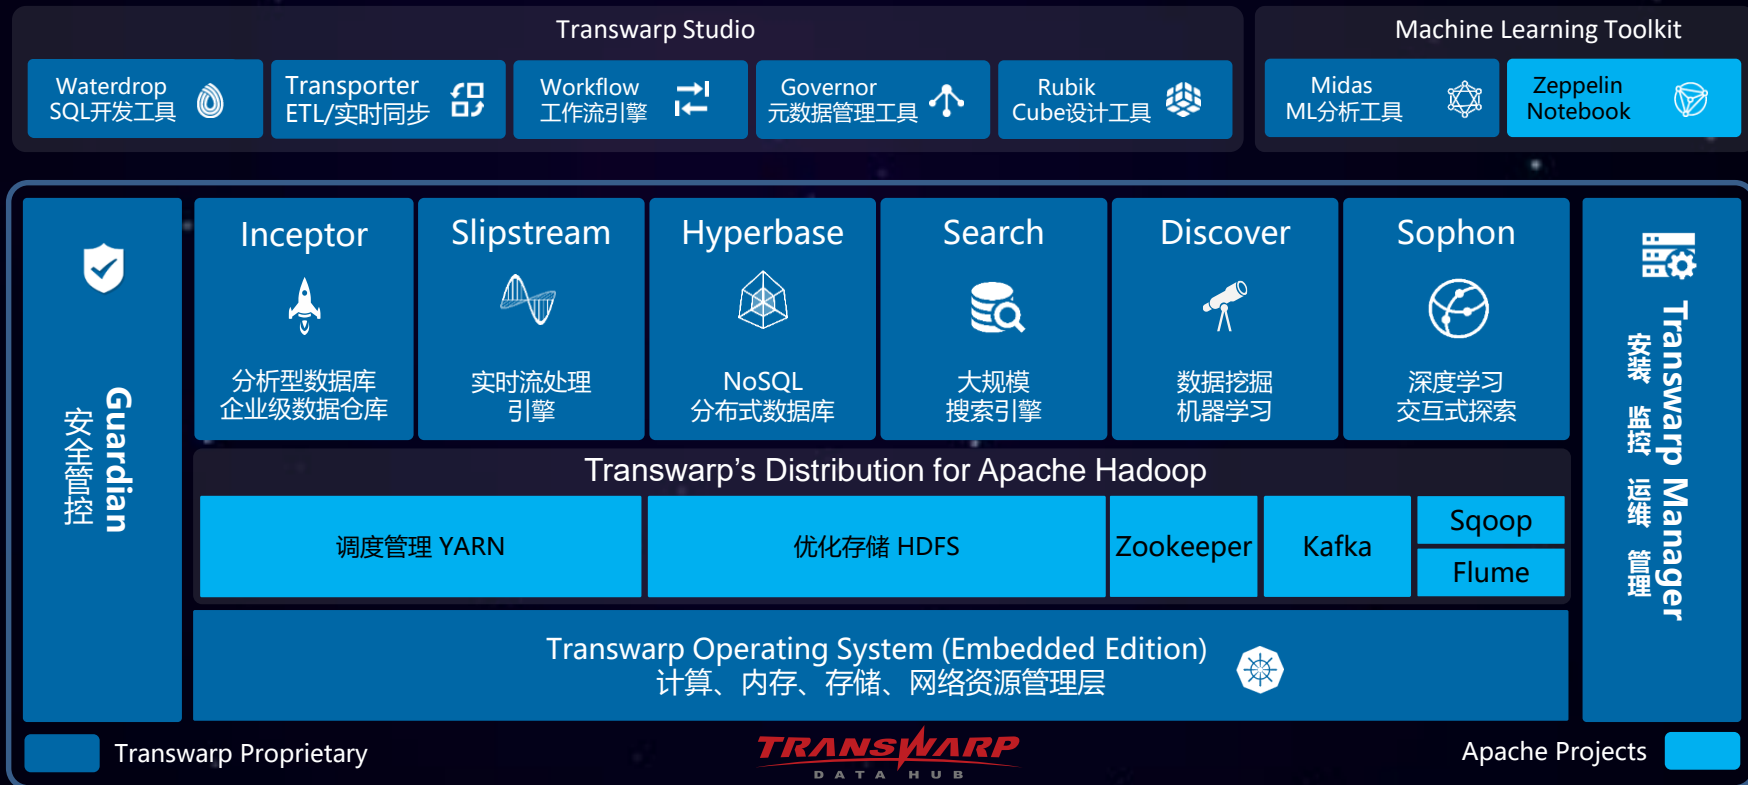 Transwarp Studio
Waterdrop
SQL开发工具
Transporter
ETL/实时同步
Workflow
工作流引擎
Governor
元数据管理工具
Rubik
Cube设计工具
Machine Learning Toolkit
Midas
ML分析工具
Zeppelin
Notebook
Guardian
安全管控
Inceptor
分析型数据库
企业级数据仓库
Slipstream
实时流处理
引擎
Hyperbase
NoSQL
分布式数据库
Search
大规模
搜索引擎
Discover
数据挖掘
机器学习
Sophon
深度学习
交互式探索
Transwarp Manager
安装、监控、运维、管理
Transwarp’s Distribution for Apache Hadoop
调度管理 YARN
优化存储 HDFS
Zookeeper
Kafka
Sqoop
Flume
Transwarp Operating System (Embedded Edition)
计算、内存、存储、网络资源管理层
Transwarp Proprietary
TRANSWARP
DATA HUB
Apache Projects